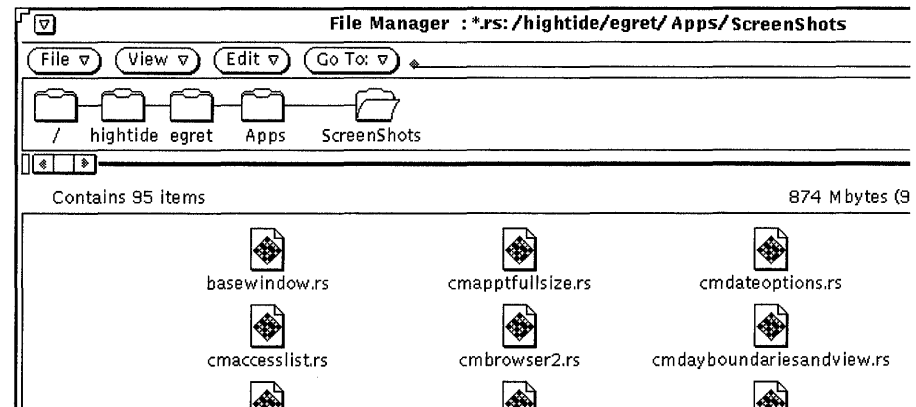 File Manager : *.rs: /hightide/egret/Apps/ScreenShots
File View Edit Go To:
/ hightide egret Apps ScreenShots
Contains 95 items 874 Mbytes (9
basewindow.rs cmapptfullsize.rs cmdateoptions.rs
cmaccesslist.rs cmbrowser2.rs cmdayboundariesandview.rs